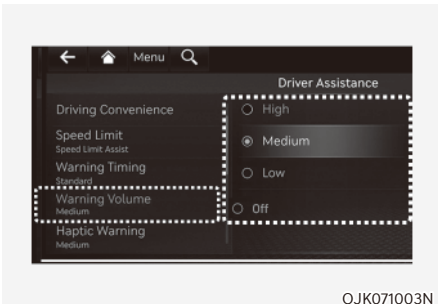 Menu
Driver Assistance
Driving Convenience
Speed Limit
Speed Limit Assist
Warning Timing
Standard
Warning Volume
Medium
Haptic Warning
Medium
High
Medium
Low
Off
OJK071003N